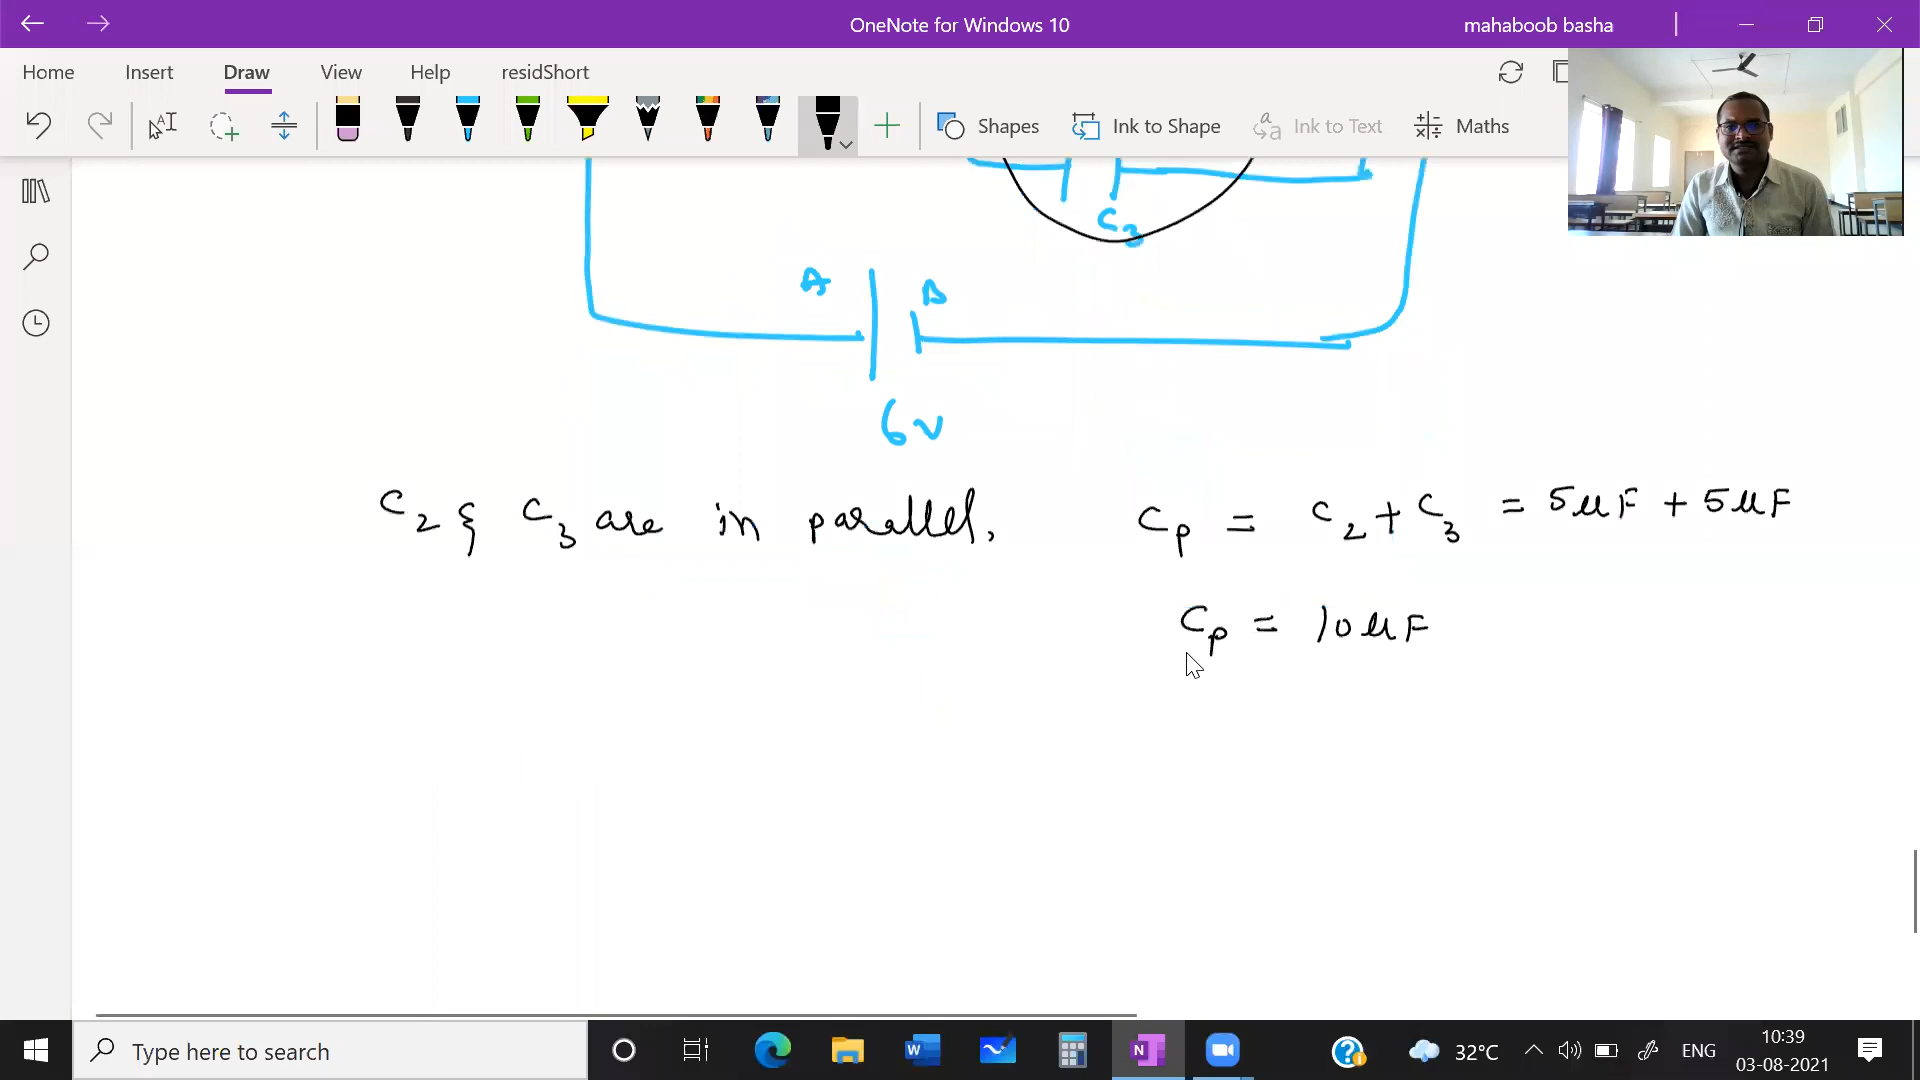 OneNote for Windows 10
mahaboob basha
Home Insert Draw View Help residShort
Shapes Ink to Shape Ink to Text Maths
C3
A B
6V
C2 & C3 are in parallel, Cp = C2 + C3 = 5μF + 5μF
Cp = 10μF
Type here to search
32°C ENG 10:39
03-08-2021